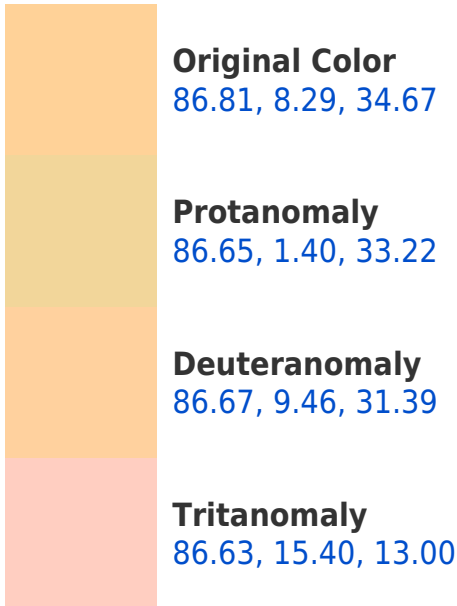 Original Color
86.81, 8.29, 34.67
Protanomaly
86.65, 1.40, 33.22
Deuteranomaly
86.67, 9.46, 31.39
Tritanomaly
86.63, 15.40, 13.00